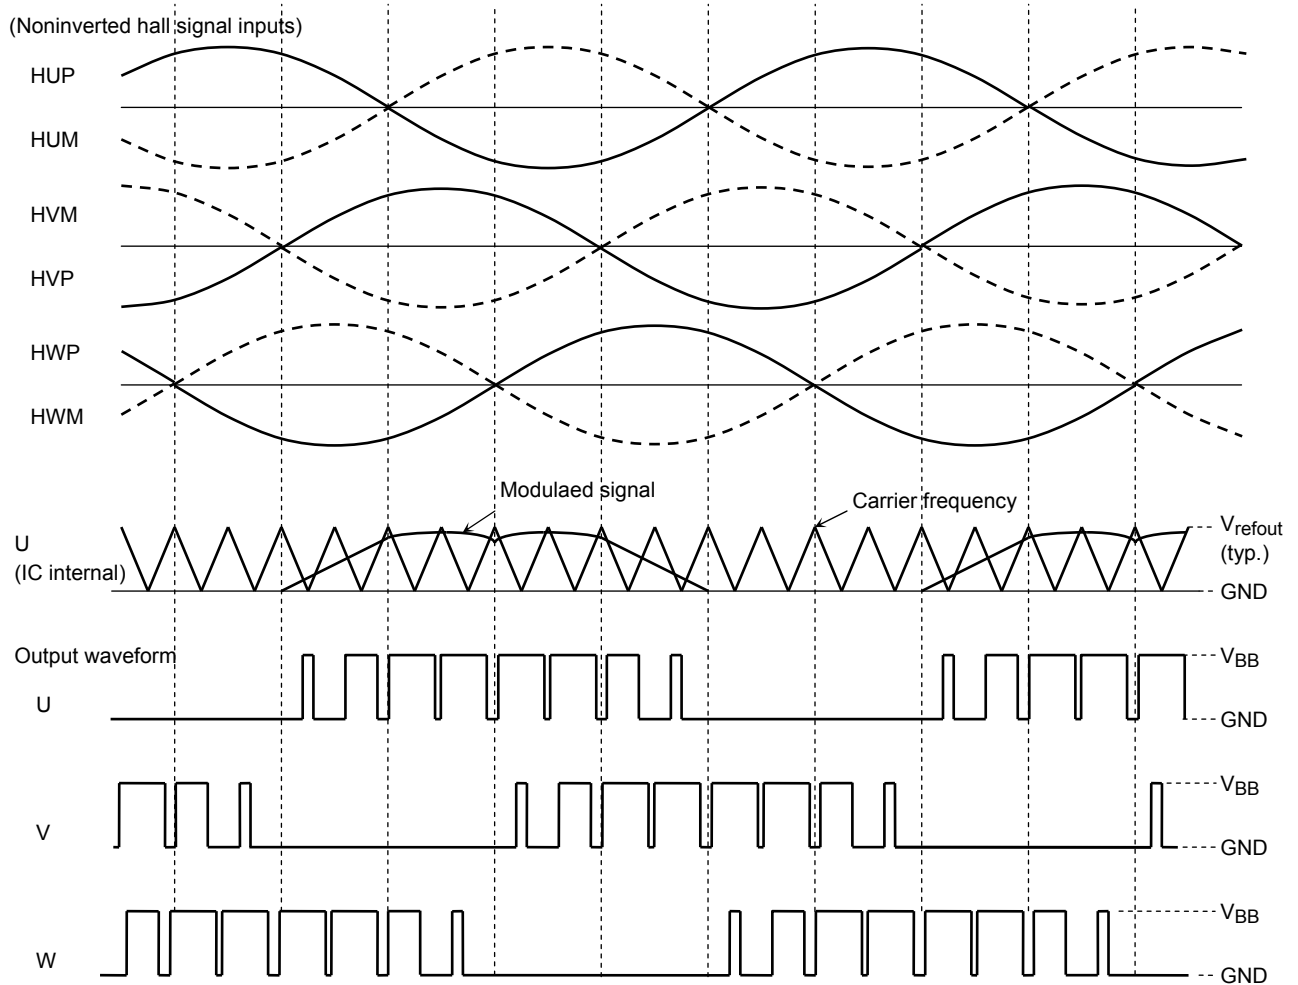 (Noninverted hall signal inputs)
HUP
HUM
HVM
HVP
HWP
HWM
Modulaed signal
Carrier frequency
U
(IC internal)
Vrefout
(typ.)
GND
Output waveform
U
VBB
GND
V
VBB
GND
W
VBB
GND